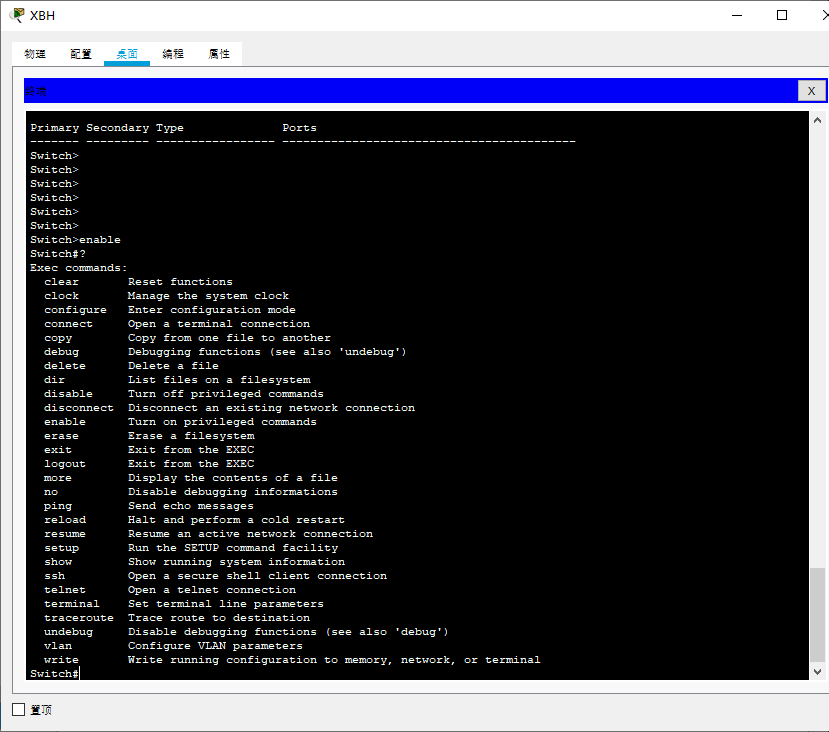 XBH
物理 配置 桌面 编程 属性
终端 X
Primary Secondary Type Ports
------- --------- ----------------- ------------------------------------------
Switch>
Switch>
Switch>
Switch>
Switch>
Switch>
Switch>enable
Switch#?
Exec commands:
clear Reset functions
clock Manage the system clock
configure Enter configuration mode
connect Open a terminal connection
copy Copy from one file to another
debug Debugging functions (see also 'undebug')
delete Delete a file
dir List files on a filesystem
disable Turn off privileged commands
disconnect Disconnect an existing network connection
enable Turn on privileged commands
erase Erase a filesystem
exit Exit from the EXEC
logout Exit from the EXEC
more Display the contents of a file
no Disable debugging informations
ping Send echo messages
reload Halt and perform a cold restart
resume Resume an active network connection
setup Run the SETUP command facility
show Show running system information
ssh Open a secure shell client connection
telnet Open a telnet connection
terminal Set terminal line parameters
traceroute Trace route to destination
undebug Disable debugging functions (see also 'debug')
vlan Configure VLAN parameters
write Write running configuration to memory, network, or terminal
Switch#
置顶